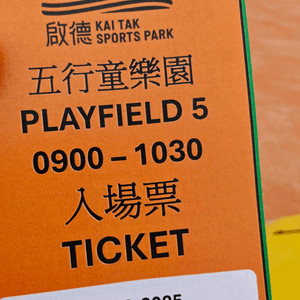 啟德 KAI TAK
SPORTS PARK
五行童樂園
PLAYFIELD 5
0900 – 1030
入場票
TICKET